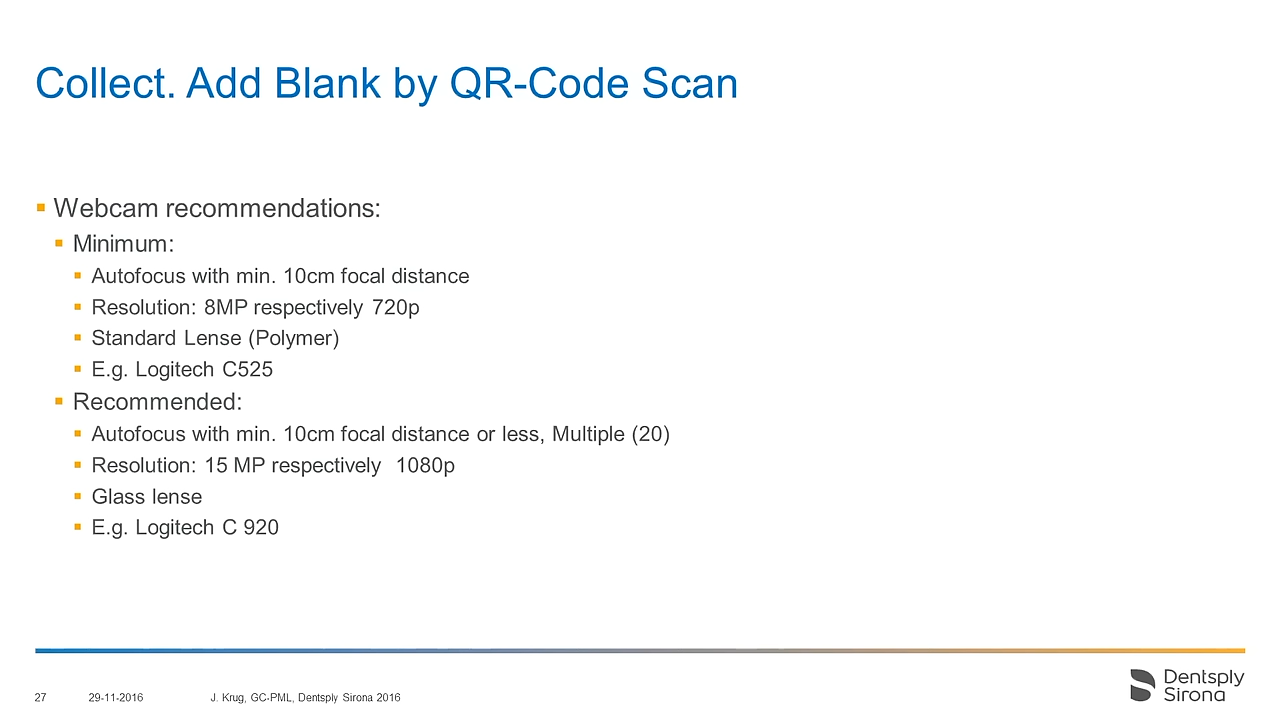 Collect. Add Blank by QR-Code Scan
Webcam recommendations:
Minimum:
Autofocus with min. 10cm focal distance
Resolution: 8MP respectively 720p
Standard Lense (Polymer)
E.g. Logitech C525
Recommended:
Autofocus with min. 10cm focal distance or less, Multiple (20)
Resolution: 15 MP respectively 1080p
Glass lense
E.g. Logitech C 920
27 29-11-2016 J. Krug, GC-PML, Dentsply Sirona 2016
Dentsply
Sirona